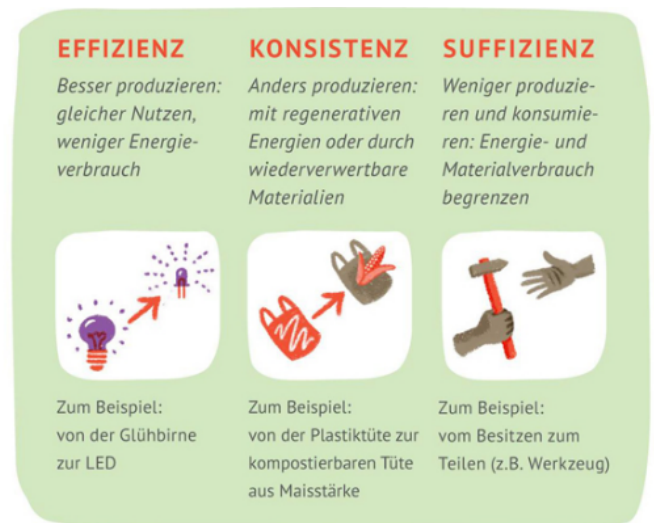 EFFIZIENZ
Besser produzieren:
gleicher Nutzen,
weniger Energie-
verbrauch
Zum Beispiel:
von der Glühbirne
zur LED
KONSISTENZ
Anders produzieren:
mit regenerativen
Energien oder durch
wiederverwertbare
Materialien
Zum Beispiel:
von der Plastiktüte zur
kompostierbaren Tüte
aus Maisstärke
SUFFIZIENZ
Weniger produzie-
ren und konsumie-
ren: Energie- und
Materialverbrauch
begrenzen
Zum Beispiel:
vom Besitzen zum
Teilen (z.B. Werkzeug)